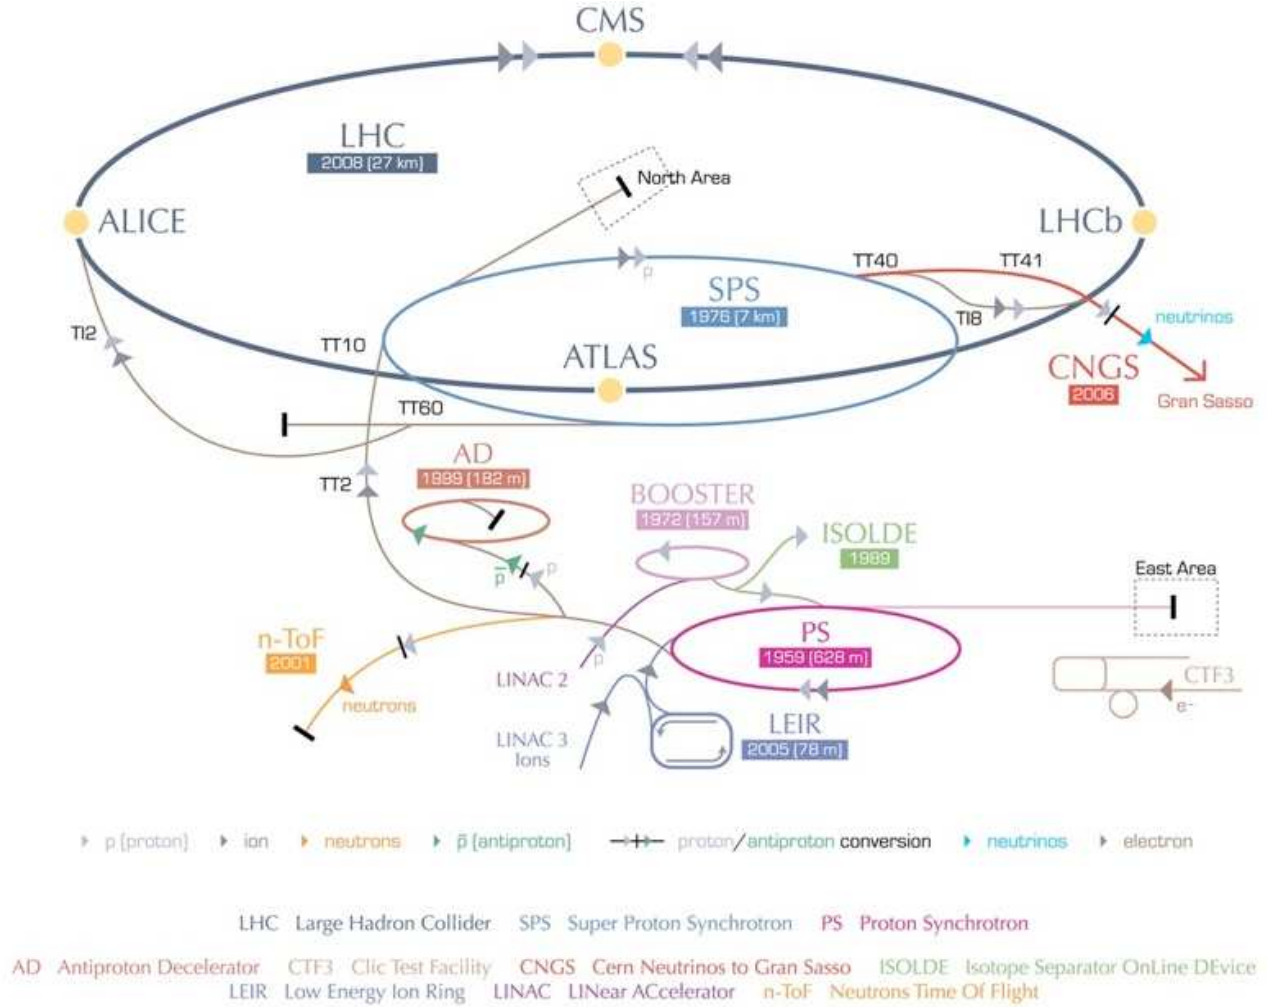 CMS
LHC
2008 (27 km)
North Area
ALICE
LHCb
TT40
TT41
p
SPS
1976 (7 km)
TI8
neutrinos
TI2
TT10
ATLAS
CNGS
2006
Gran Sasso
TT60
AD
1999 (182 m)
TT2
BOOSTER
1972 (157 m)
ISOLDE
1989
p̄
p
East Area
n-ToF
2001
PS
1959 (628 m)
p
LINAC 2
CTF3
e-
neutrons
LEIR
2005 (78 m)
LINAC 3
Ions
p (proton) ion neutrons p̄ (antiproton) proton/antiproton conversion neutrinos electron
LHC Large Hadron Collider SPS Super Proton Synchrotron PS Proton Synchrotron
AD Antiproton Decelerator CTF3 Clic Test Facility CNGS Cern Neutrinos to Gran Sasso ISOLDE Isotope Separator OnLine DEvice
LEIR Low Energy Ion Ring LINAC LINear ACcelerator n-ToF Neutrons Time Of Flight